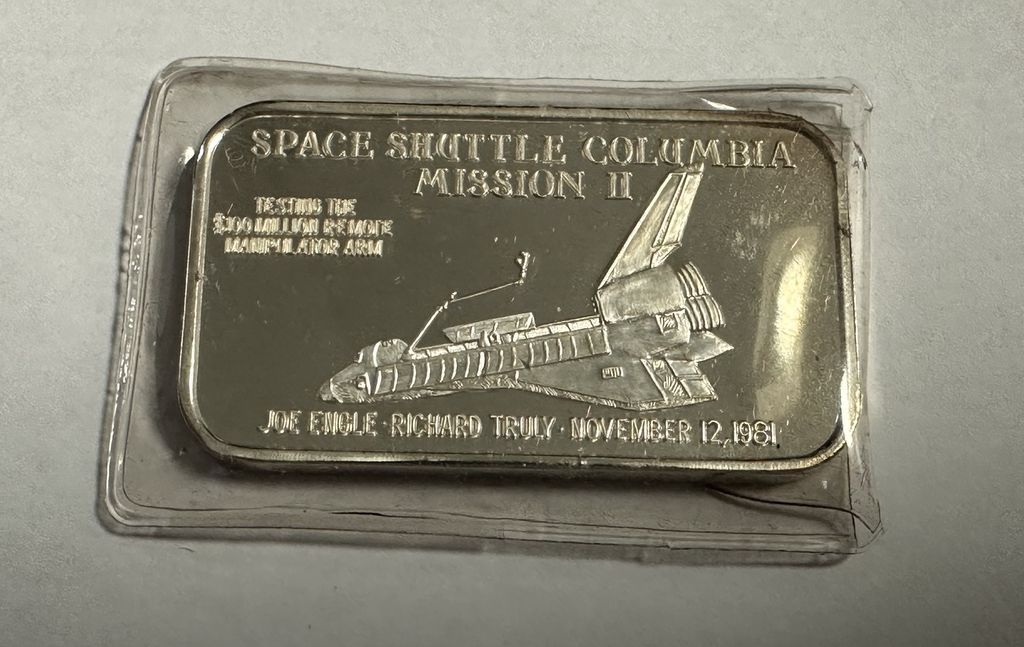 SPACE SHUTTLE COLUMBIA
MISSION II
TESTING THE
$100 MILLION REMOTE
MANIPULATOR ARM
JOE ENGLE · RICHARD TRULY · NOVEMBER 12, 1981